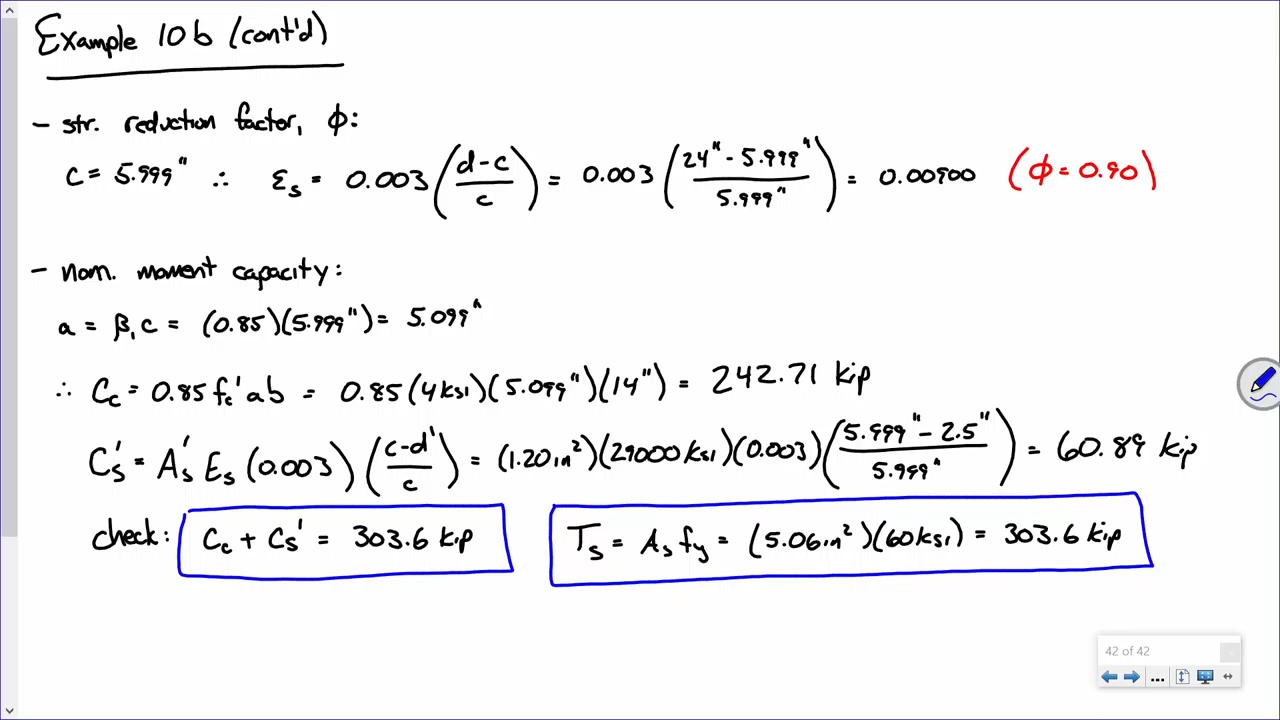 Example 10b (cont'd)
- str. reduction factor, ϕ:
c = 5.999" ∴ εs = 0.003 ((d-c)/c) = 0.003 ((24" - 5.999")/5.999") = 0.00900 (ϕ = 0.90)
- nom. moment capacity:
a = β₁c = (0.85)(5.999") = 5.099"
∴ Cc = 0.85 fc' a b = 0.85(4ksi)(5.099")(14") = 242.71 kip
Cs' = As' Es (0.003) ((c-d')/c) = (1.20in²)(29000ksi)(0.003) ((5.999" - 2.5")/5.999") = 60.89 kip
check: Cc + Cs' = 303.6 kip Ts = As fy = (5.06in²)(60ksi) = 303.6 kip
42 of 42